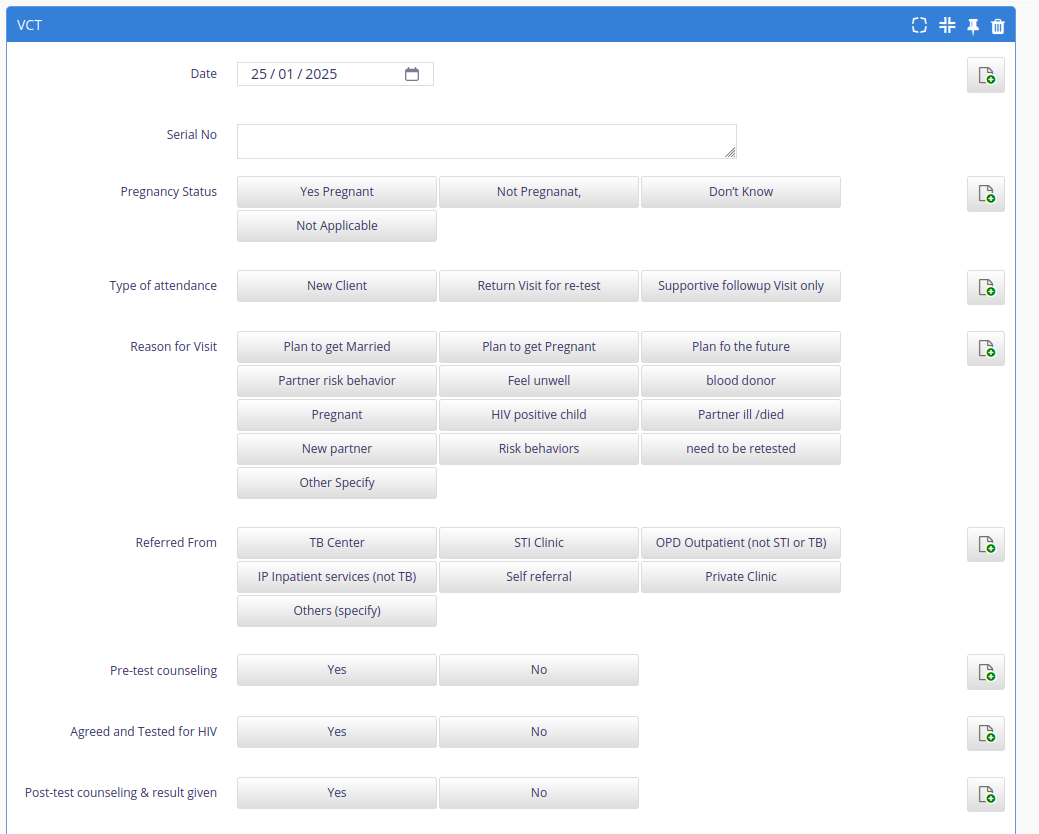 VCT
Date 25 / 01 / 2025
Serial No
Pregnancy Status Yes Pregnant Not Pregnanat, Don’t Know
Not Applicable
Type of attendance New Client Return Visit for re-test Supportive followup Visit only
Reason for Visit Plan to get Married Plan to get Pregnant Plan fo the future
Partner risk behavior Feel unwell blood donor
Pregnant HIV positive child Partner ill /died
New partner Risk behaviors need to be retested
Other Specify
Referred From TB Center STI Clinic OPD Outpatient (not STI or TB)
IP Inpatient services (not TB) Self referral Private Clinic
Others (specify)
Pre-test counseling Yes No
Agreed and Tested for HIV Yes No
Post-test counseling & result given Yes No